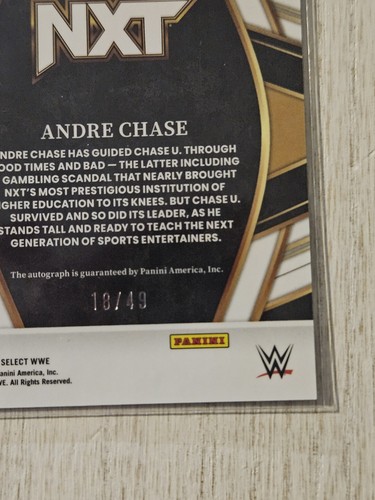 NXT
ANDRE CHASE
NDRE CHASE HAS GUIDED CHASE U. THROUGH
OOD TIMES AND BAD — THE LATTER INCLUDING
GAMBLING SCANDAL THAT NEARLY BROUGHT
NXT'S MOST PRESTIGIOUS INSTITUTION OF
GHER EDUCATION TO ITS KNEES. BUT CHASE U.
SURVIVED AND SO DID ITS LEADER, AS HE
STANDS TALL AND READY TO TEACH THE NEXT
GENERATION OF SPORTS ENTERTAINERS.
The autograph is guaranteed by Panini America, Inc.
18/49
PANINI
SELECT WWE
anini America, Inc.
WE. All Rights Reserved.
W